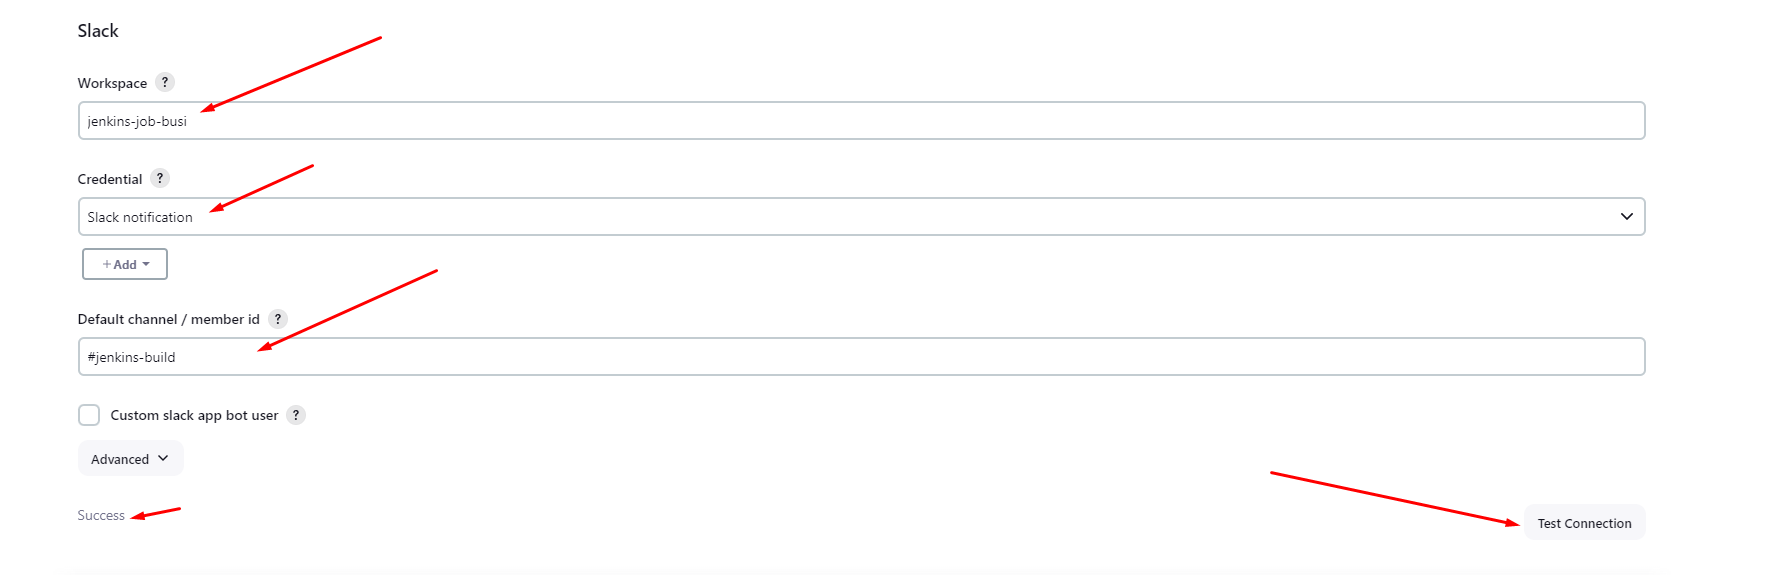 Slack
Workspace ?
jenkins-job-busi
Credential ?
Slack notification
+ Add
Default channel / member id ?
#jenkins-build
Custom slack app bot user ?
Advanced
Success
Test Connection